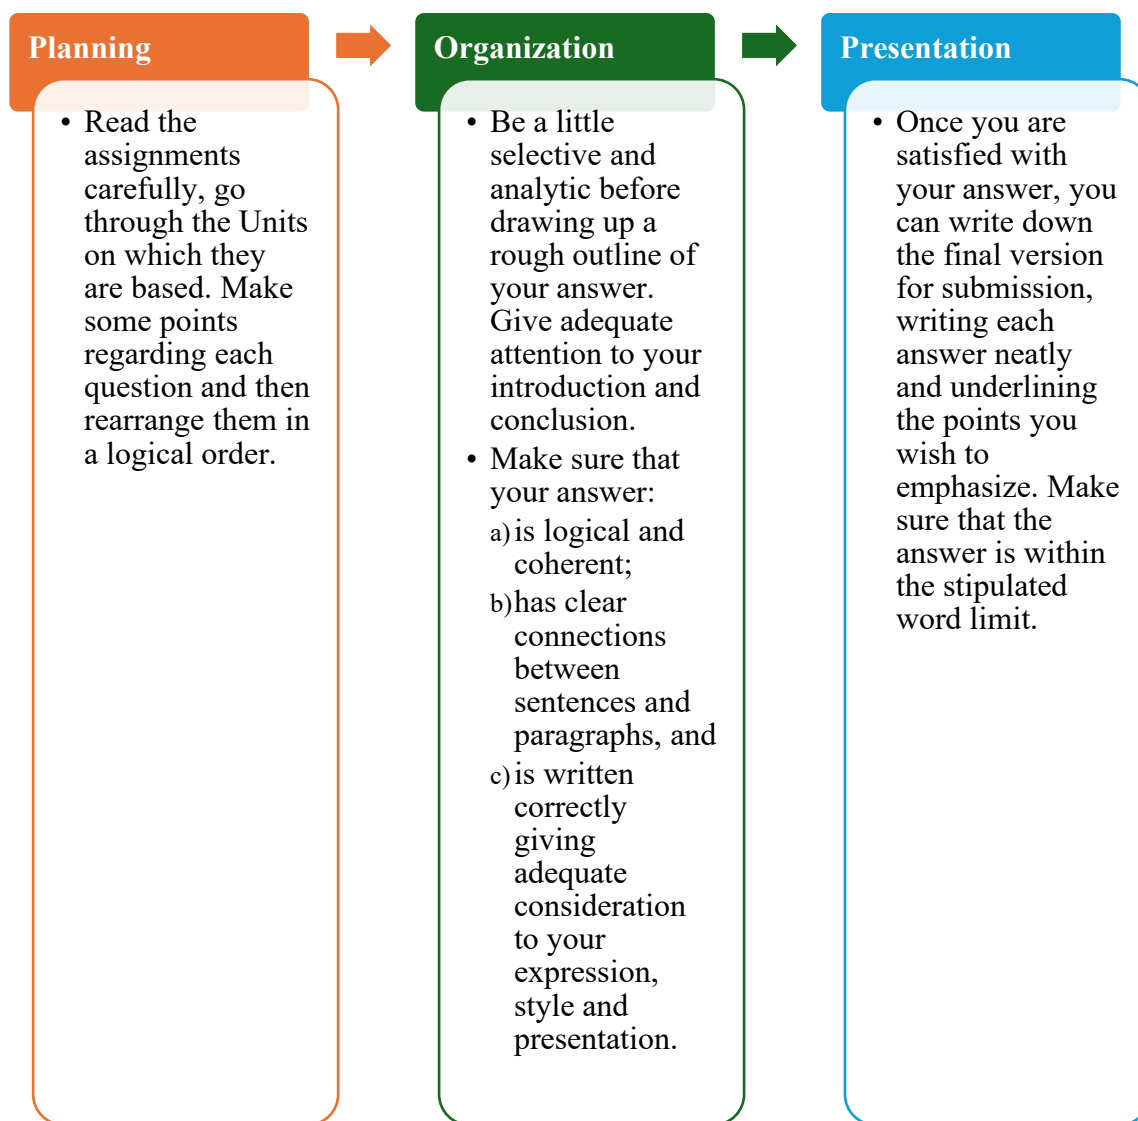 Planning
• Read the
assignments
carefully, go
through the Units
on which they
are based. Make
some points
regarding each
question and then
rearrange them in
a logical order.
Organization
• Be a little
selective and
analytic before
drawing up a
rough outline of
your answer.
Give adequate
attention to your
introduction and
conclusion.
• Make sure that
your answer:
a) is logical and
coherent;
b) has clear
connections
between
sentences and
paragraphs, and
c) is written
correctly
giving
adequate
consideration
to your
expression,
style and
presentation.
Presentation
• Once you are
satisfied with
your answer, you
can write down
the final version
for submission,
writing each
answer neatly
and underlining
the points you
wish to
emphasize. Make
sure that the
answer is within
the stipulated
word limit.